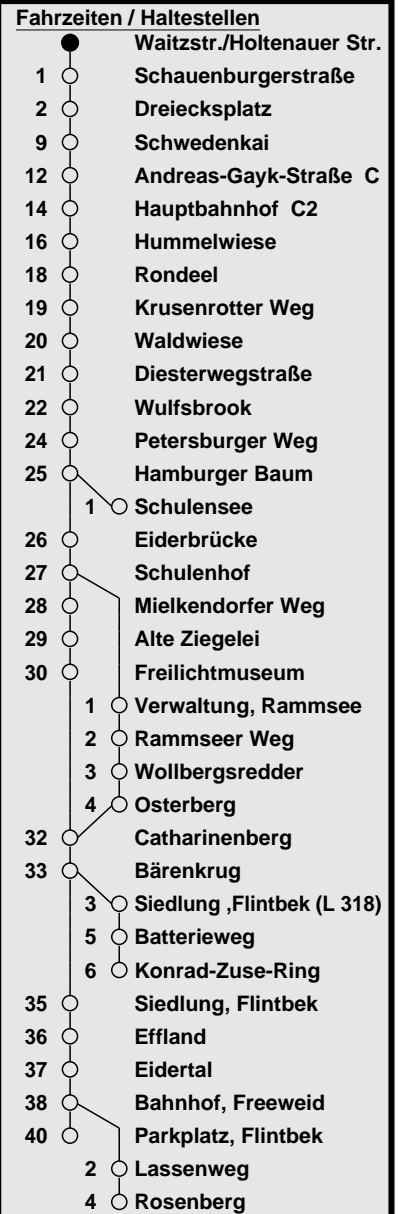 Fahrzeiten / Haltestellen
Waitzstr./Holtenauer Str.
1 Schauenburgerstraße
2 Dreiecksplatz
9 Schwedenkai
12 Andreas-Gayk-Straße C
14 Hauptbahnhof C2
16 Hummelwiese
18 Rondeel
19 Krusenrotter Weg
20 Waldwiese
21 Diesterwegstraße
22 Wulfsbrook
24 Petersburger Weg
25 Hamburger Baum
1 Schulensee
26 Eiderbrücke
27 Schulenhof
28 Mielkendorfer Weg
29 Alte Ziegelei
30 Freilichtmuseum
1 Verwaltung, Rammsee
2 Rammseer Weg
3 Wollbergsredder
4 Osterberg
32 Catharinenberg
33 Bärenkrug
3 Siedlung ,Flintbek (L 318)
5 Batterieweg
6 Konrad-Zuse-Ring
35 Siedlung, Flintbek
36 Effland
37 Eidertal
38 Bahnhof, Freeweid
40 Parkplatz, Flintbek
2 Lassenweg
4 Rosenberg